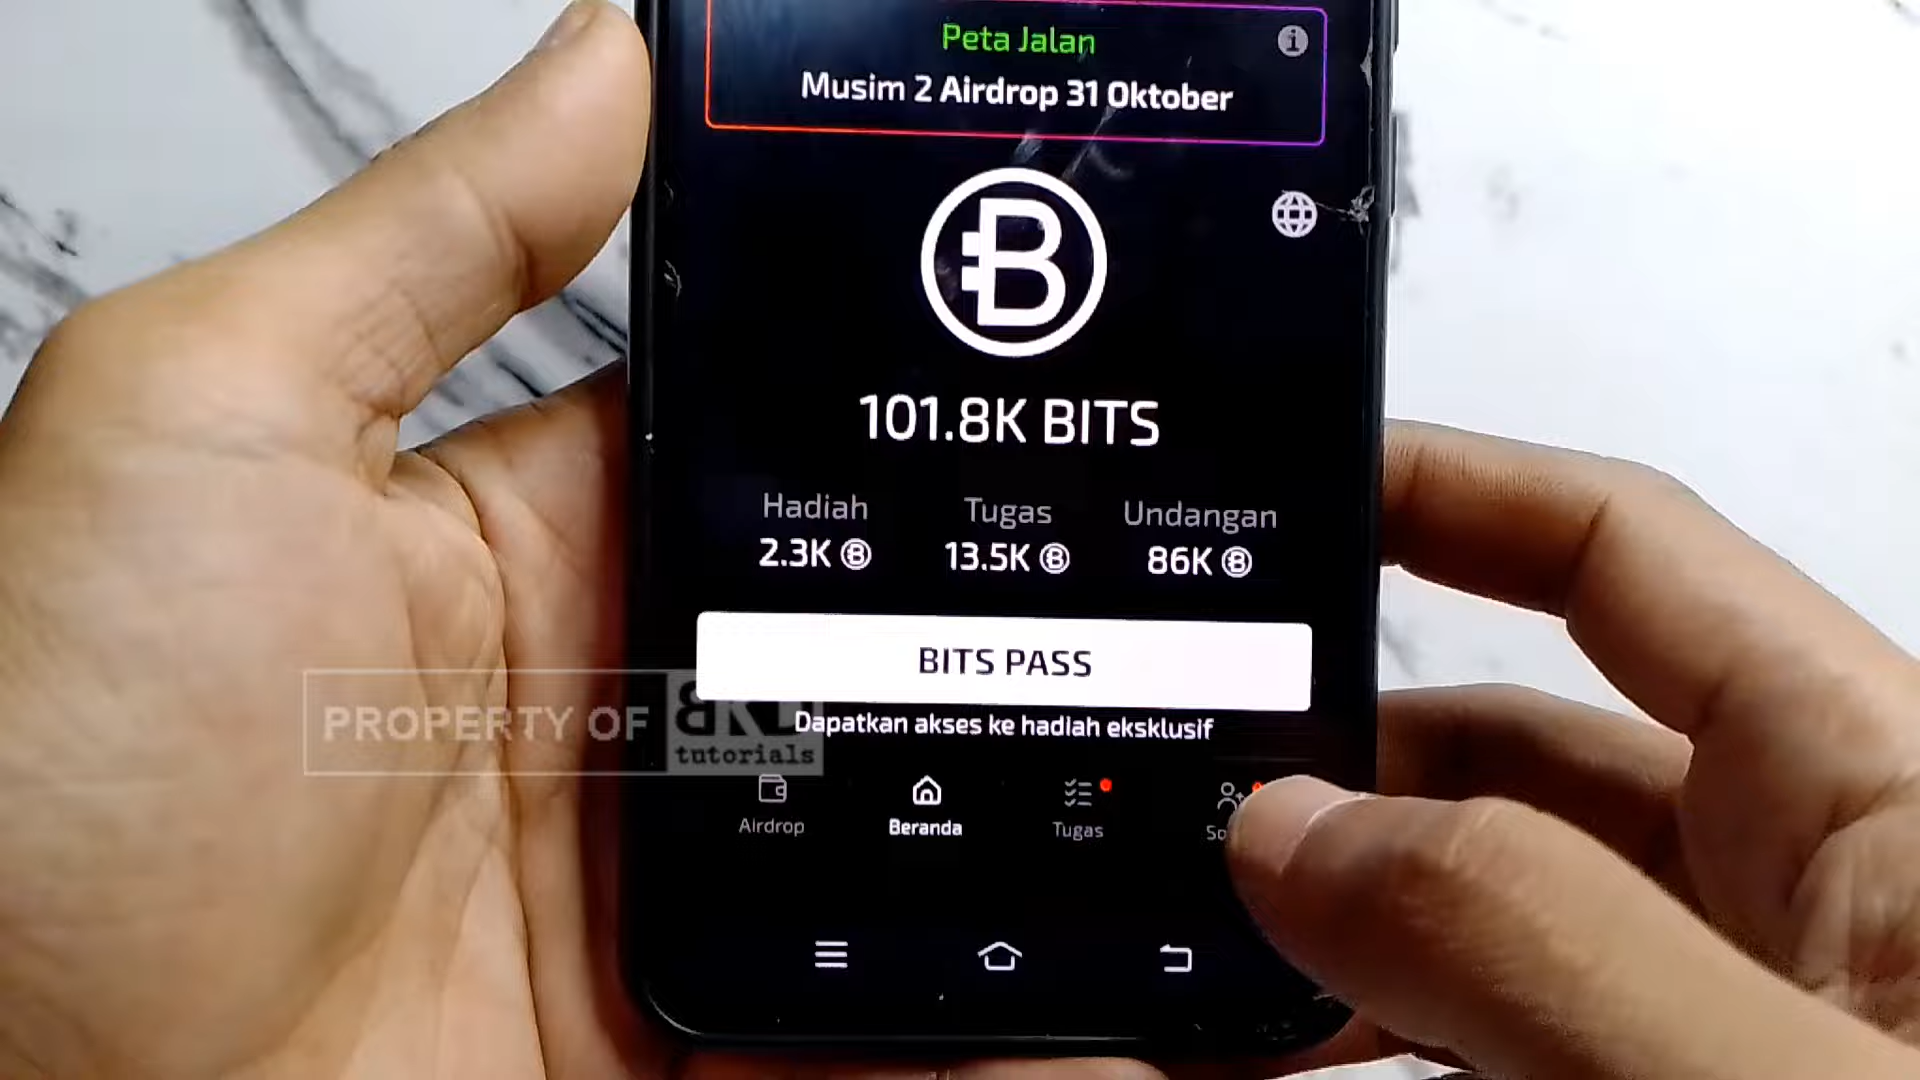 Peta Jalan
Musim 2 Airdrop 31 Oktober
101.8K BITS
Hadiah Tugas Undangan
2.3K 13.5K 86K
BITS PASS
Dapatkan akses ke hadiah eksklusif
PROPERTY OF
tutorials
Airdrop Beranda Tugas